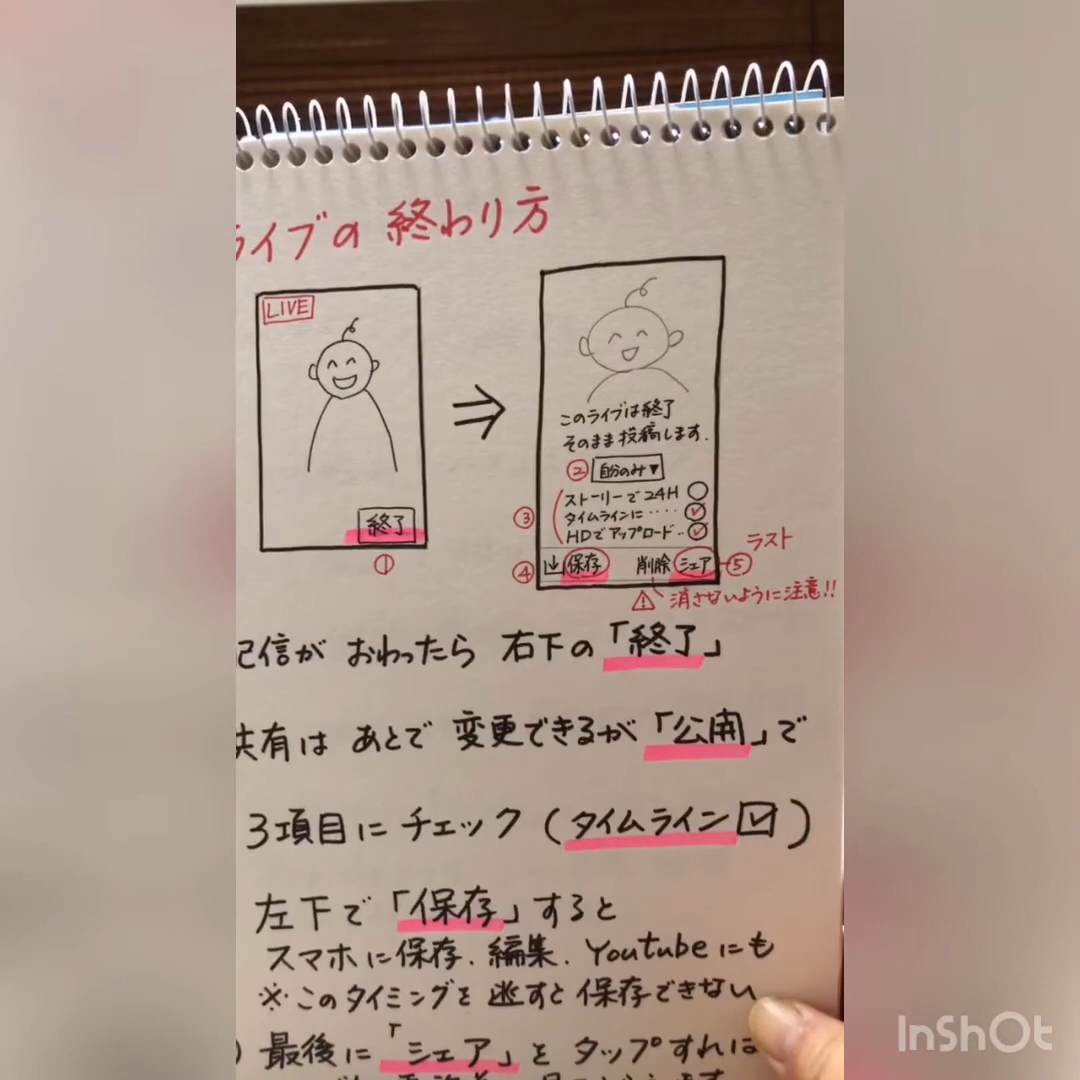 ライブの終わり方
LIVE
終了
①
このライブは終了
そのまま投稿します.
② 自分のみ▼
③
ストーリーで24H
タイムラインに‥‥
HDでアップロード‥
④ 保存 削除 シェア ⑤ ラスト
消さないように注意!!
配信が おわったら 右下の「終了」
共有は あとで 変更できるが「公開」で
3項目に チェック (タイムライン☑)
左下で「保存」すると
スマホに保存. 編集. Youtubeにも
※このタイミングを 逃すと 保存できない
最後に「シェア」を タップすれば
InShOt